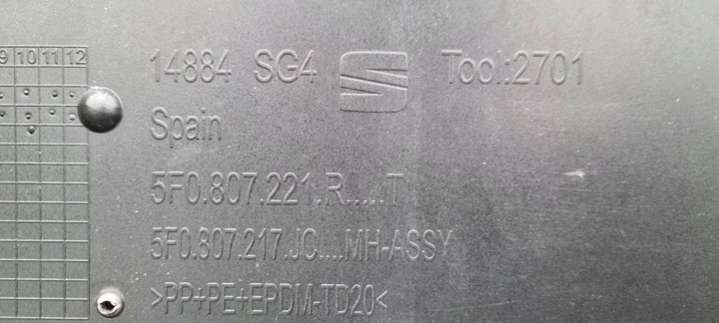 9 10 11 12
14884 SG4 Tool:2701
Spain
5F0.807.221.R.....T
5F0.807.217.JC....MH-ASSY
>PP+PE+EPDM-TD20<